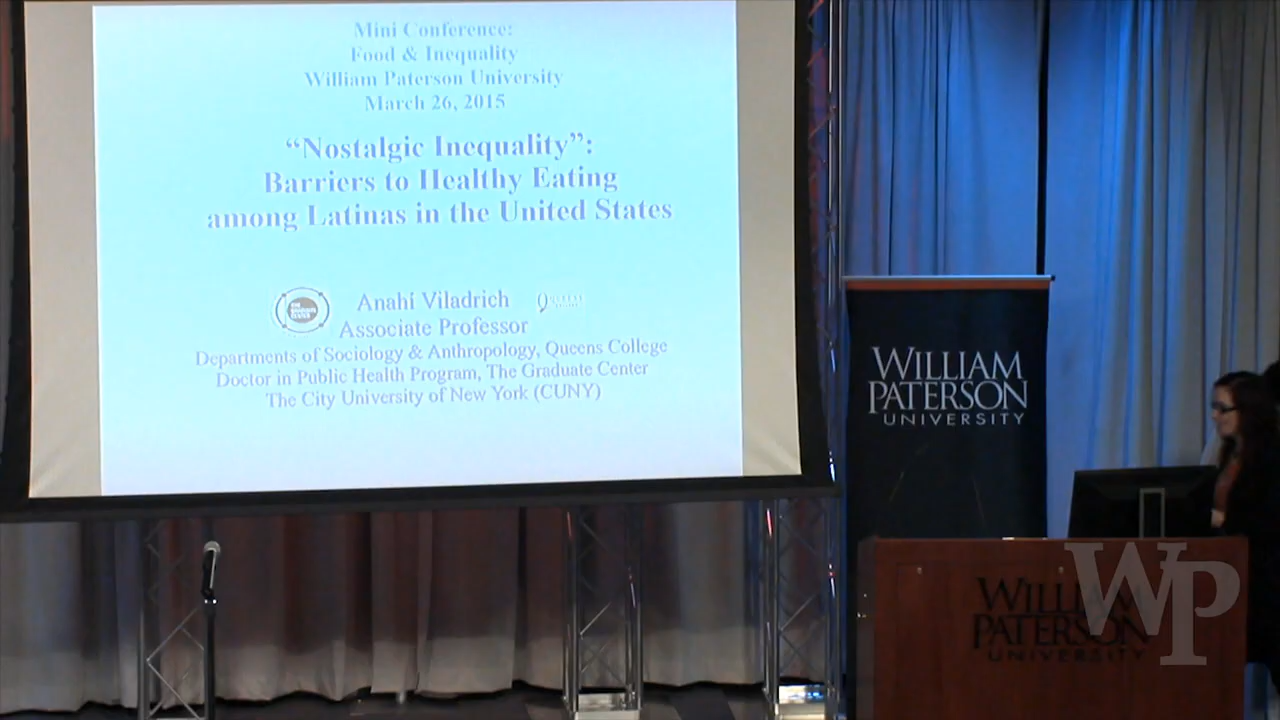 Mini Conference:
Food & Inequality
William Paterson University
March 26, 2015
“Nostalgic Inequality”:
Barriers to Healthy Eating
among Latinas in the United States
Anahí Viladrich
Associate Professor
Departments of Sociology & Anthropology, Queens College
Doctor in Public Health Program, The Graduate Center
The City University of New York (CUNY)
WILLIAM
PATERSON
UNIVERSITY
WILLIAM
PATERSON
UNIVERSITY
WP